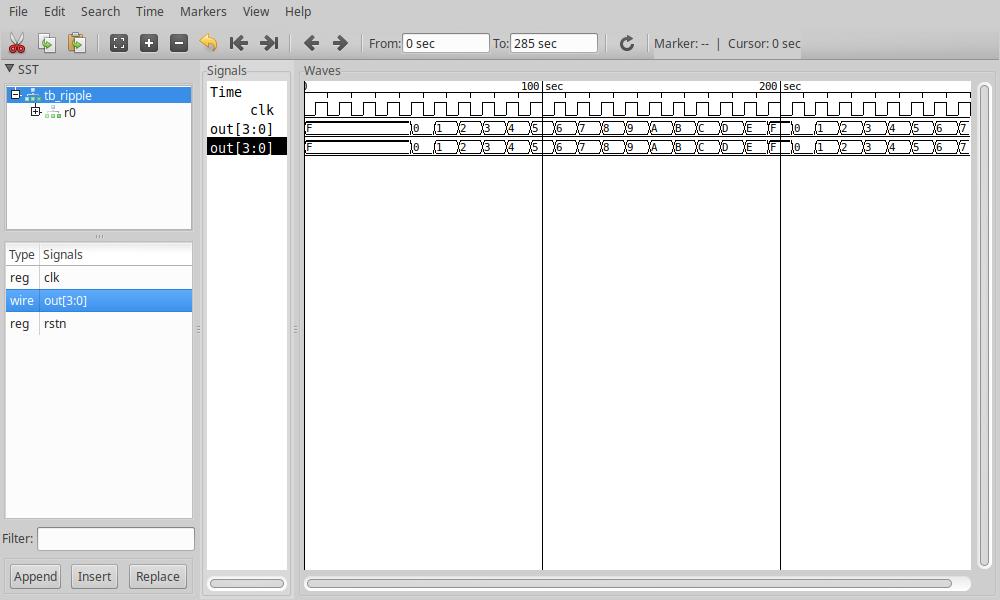 File Edit Search Time Markers View Help
From: 0 sec To: 285 sec Marker: -- | Cursor: 0 sec
SST
tb_ripple
r0
Type Signals
reg clk
wire out[3:0]
reg rstn
Filter:
Append Insert Replace
Signals
Time
clk
out[3:0]
out[3:0]
Waves
0 100 sec 200 sec
F 0 1 2 3 4 5 6 7 8 9 A B C D E F 0 1 2 3 4 5 6 7
F 0 1 2 3 4 5 6 7 8 9 A B C D E F 0 1 2 3 4 5 6 7